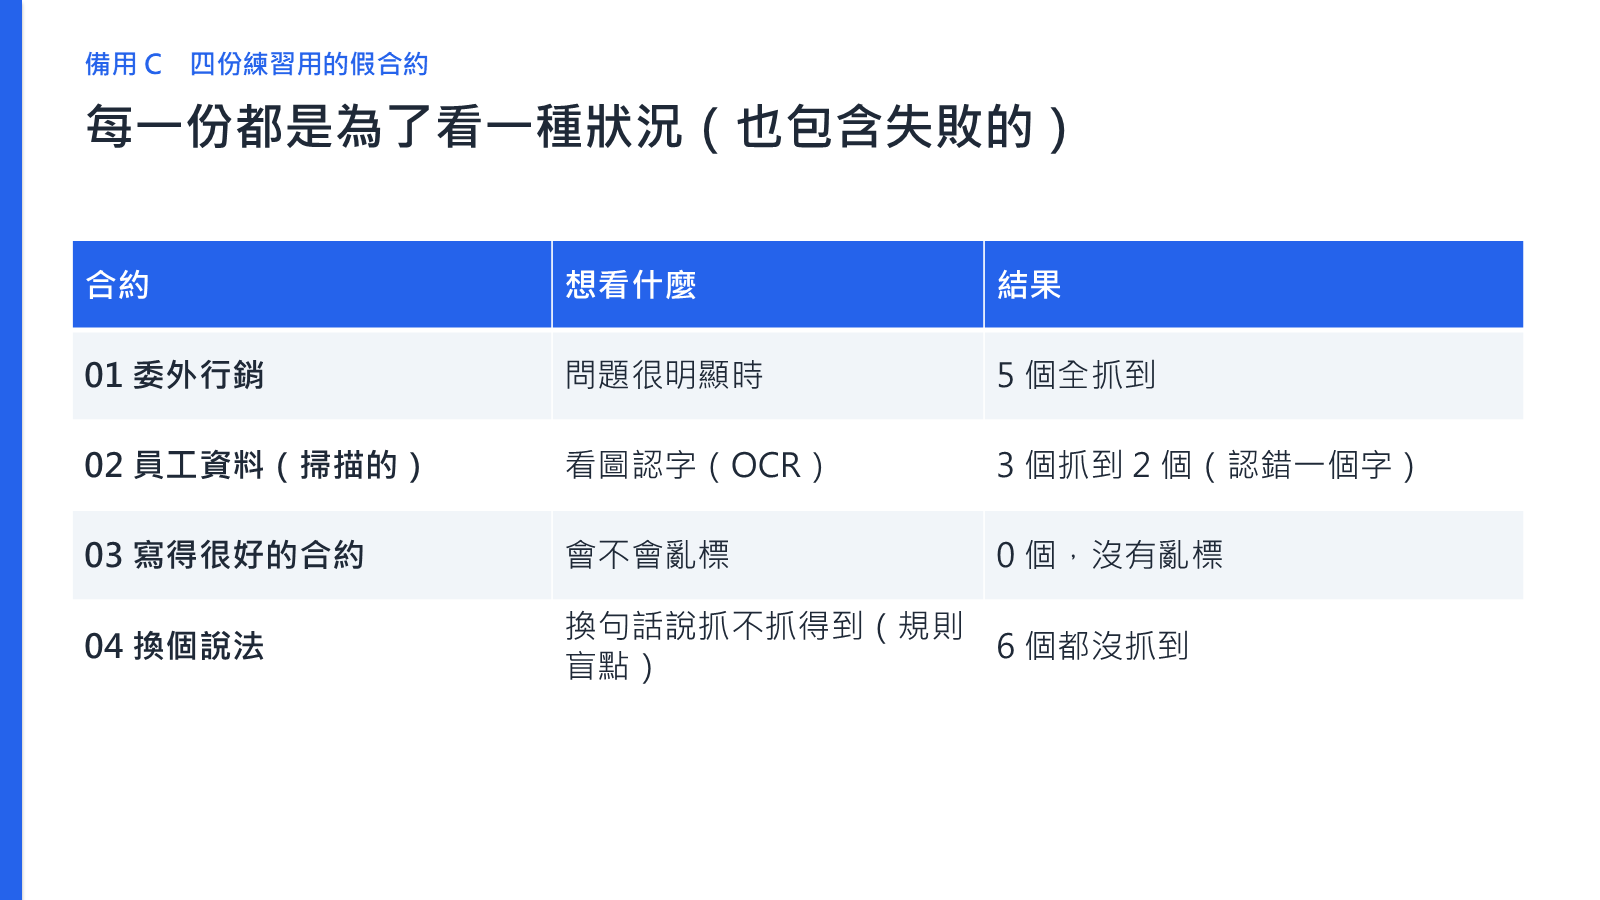 備用 C　四份練習用的假合約
每一份都是為了看一種狀況（也包含失敗的）
合約　想看什麼　結果
01 委外行銷　問題很明顯時　5 個全抓到
02 員工資料（掃描的）　看圖認字（OCR）　3 個抓到 2 個（認錯一個字）
03 寫得很好的合約　會不會亂標　0 個，沒有亂標
04 換個說法　換句話說抓不抓得到（規則
盲點）　6 個都沒抓到